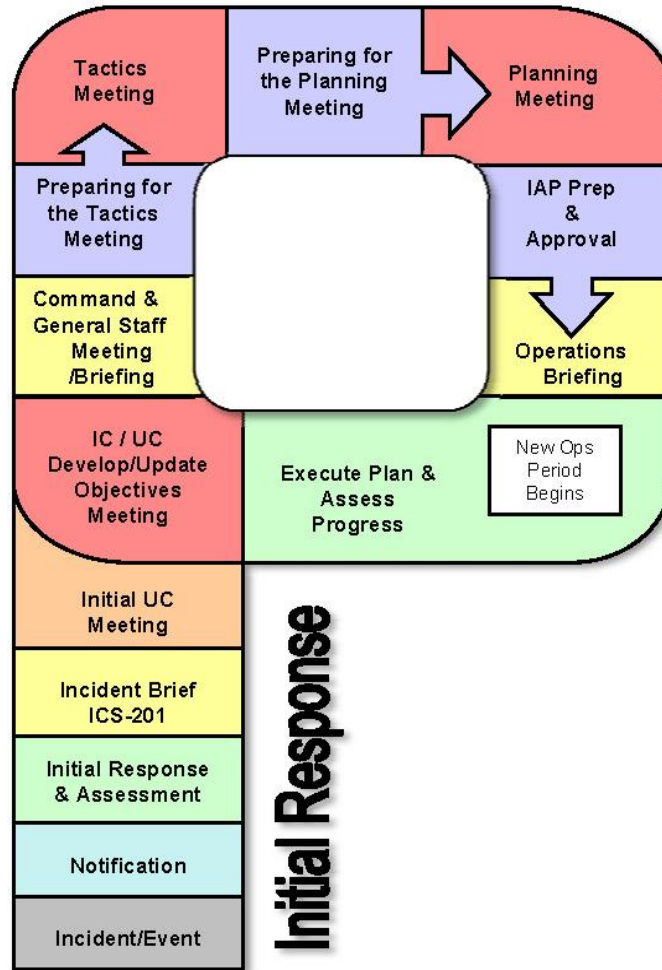 Tactics
Meeting
Preparing for
the Planning
Meeting
Planning
Meeting
Preparing for
the Tactics
Meeting
IAP Prep
&
Approval
Command &
General Staff
Meeting
/Briefing
Operations
Briefing
IC / UC
Develop/Update
Objectives
Meeting
Execute Plan &
Assess
Progress
New Ops
Period
Begins
Initial UC
Meeting
Incident Brief
ICS-201
Initial Response
& Assessment
Notification
Incident/Event
Initial Response